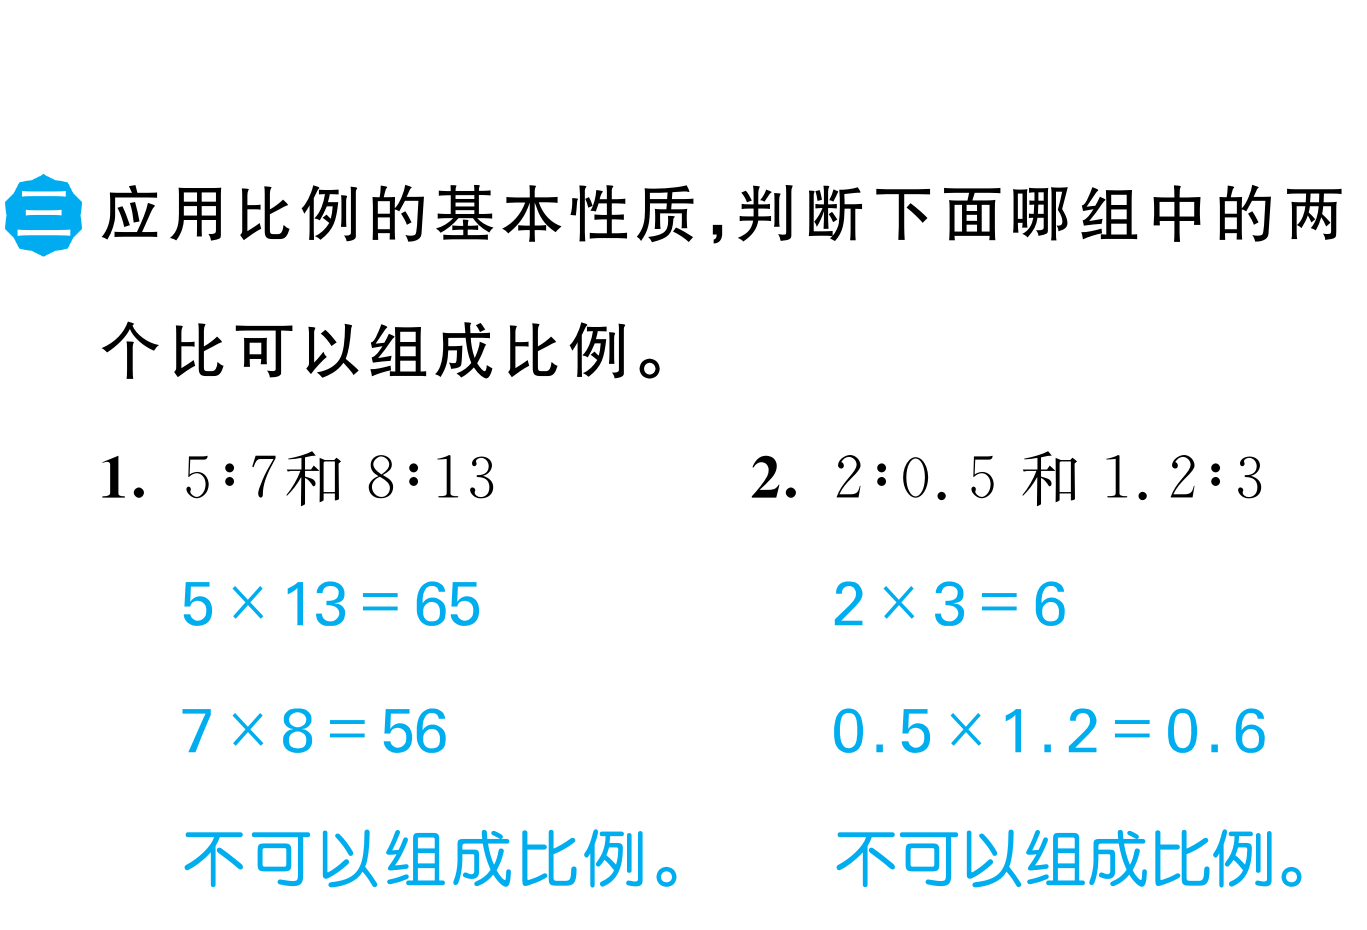 三 应用比例的基本性质,判断下面哪组中的两
个比可以组成比例。
1. 5∶7和 8∶13
2. 2∶0.5 和 1.2∶3
5×13=65
2×3=6
7×8=56
0.5×1.2=0.6
不可以组成比例。
不可以组成比例。